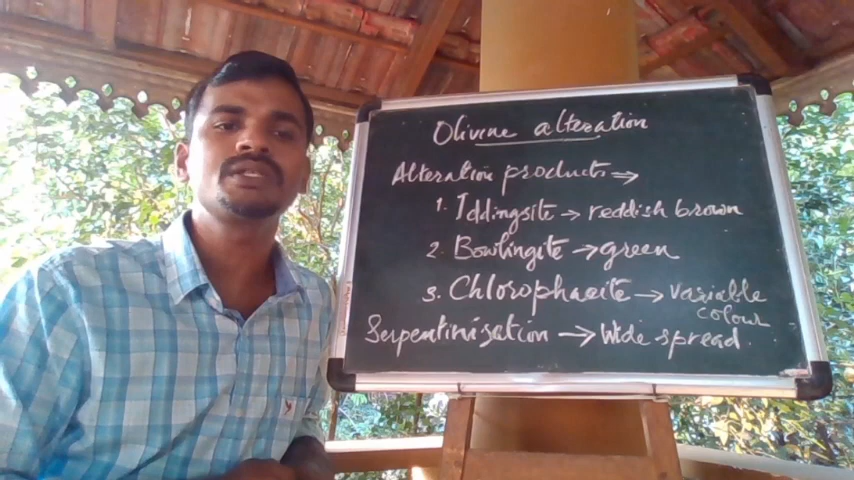 Olivine alteration
Alteration products →
1. Iddingsite → reddish brown
2. Bowlingite → green
3. Chlorophaeite → variable
colour
Serpentinisation → Wide spread.